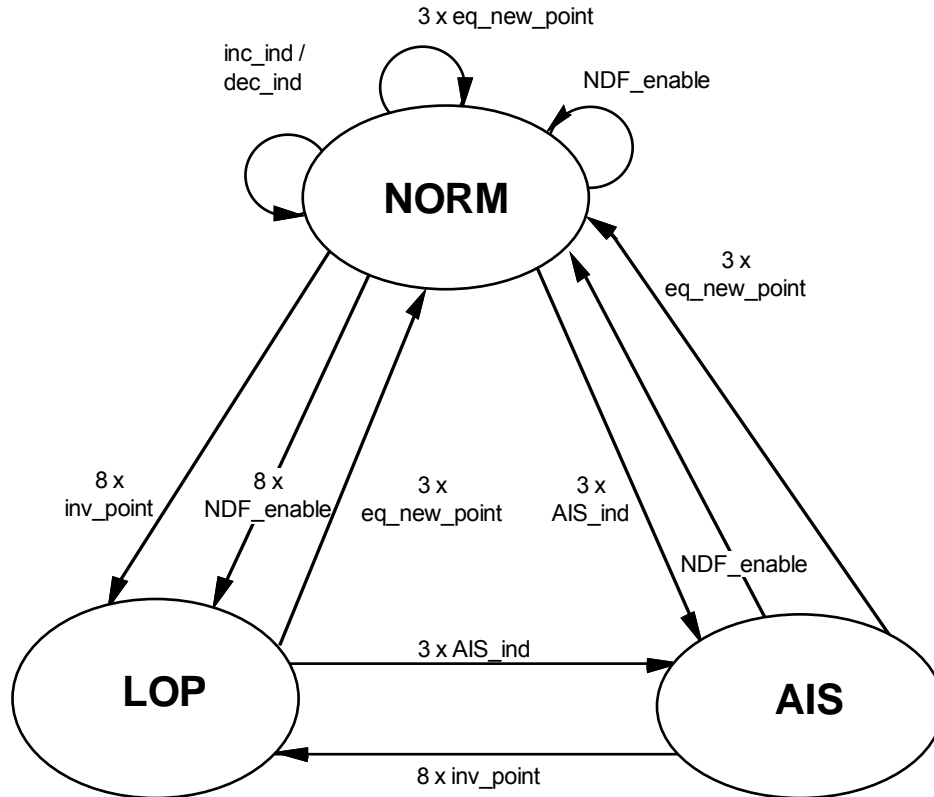 3 x eq_new_point
inc_ind /
dec_ind
NDF_enable
NORM
3 x
eq_new_point
8 x
inv_point
8 x
NDF_enable
3 x
eq_new_point
3 x
AIS_ind
NDF_enable
3 x AIS_ind
LOP
AIS
8 x inv_point